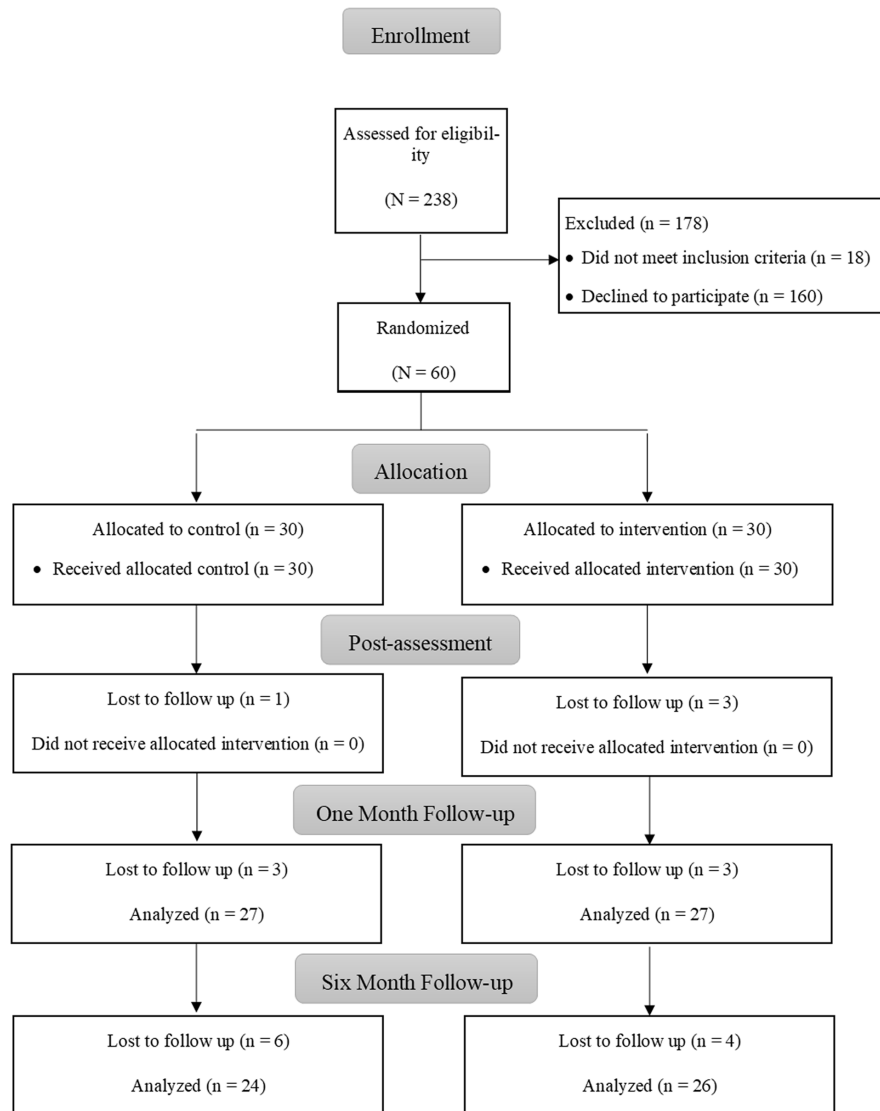 Enrollment
Assessed for eligibil-
ity
(N = 238)
Excluded (n = 178)
• Did not meet inclusion criteria (n = 18)
• Declined to participate (n = 160)
Randomized
(N = 60)
Allocation
Allocated to control (n = 30)
• Received allocated control (n = 30)
Allocated to intervention (n = 30)
• Received allocated intervention (n = 30)
Post-assessment
Lost to follow up (n = 1)
Did not receive allocated intervention (n = 0)
Lost to follow up (n = 3)
Did not receive allocated intervention (n = 0)
One Month Follow-up
Lost to follow up (n = 3)
Analyzed (n = 27)
Lost to follow up (n = 3)
Analyzed (n = 27)
Six Month Follow-up
Lost to follow up (n = 6)
Analyzed (n = 24)
Lost to follow up (n = 4)
Analyzed (n = 26)